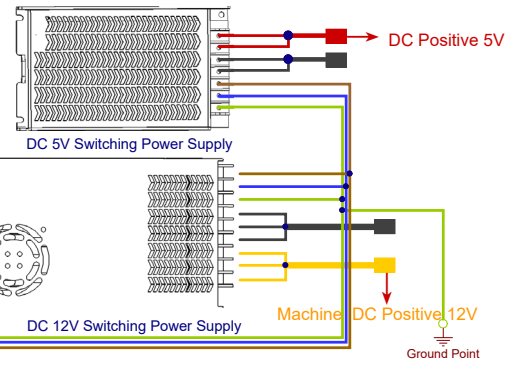 DC Positive 5V
DC 5V Switching Power Supply
Machine DC Positive 12V
DC 12V Switching Power Supply
Ground Point